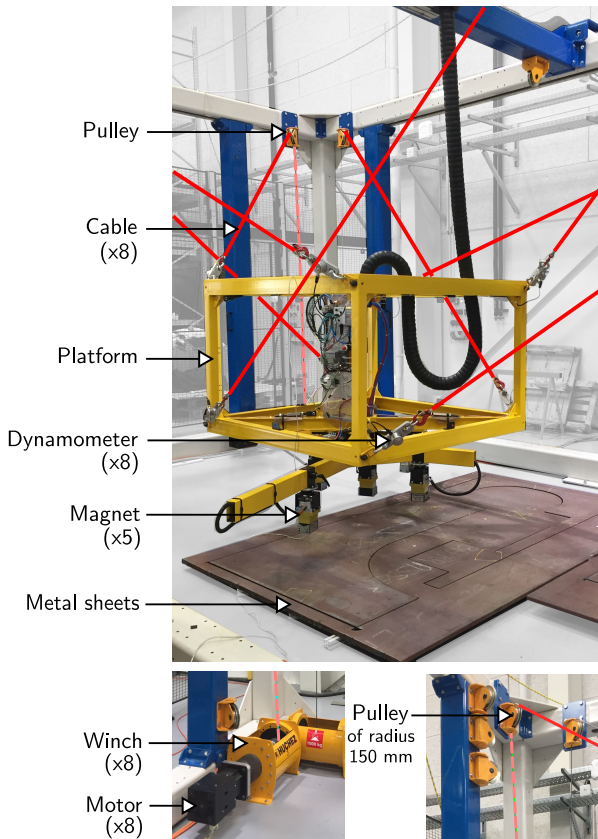 Pulley
Cable
(x8)
Platform
Dynamometer
(x8)
Magnet
(x5)
Metal sheets
Winch
(x8)
Motor
(x8)
HUCHEZ
Pulley
of radius
150 mm